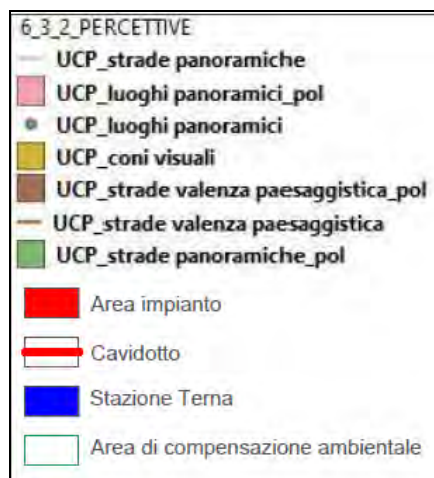 6_3_2_PERCETTIVE
UCP_strade panoramiche
UCP_luoghi panoramici_pol
UCP_luoghi panoramici
UCP_coni visuali
UCP_strade valenza paesaggistica_pol
UCP_strade valenza paesaggistica
UCP_strade panoramiche_pol
Area impianto
Cavidotto
Stazione Terna
Area di compensazione ambientale